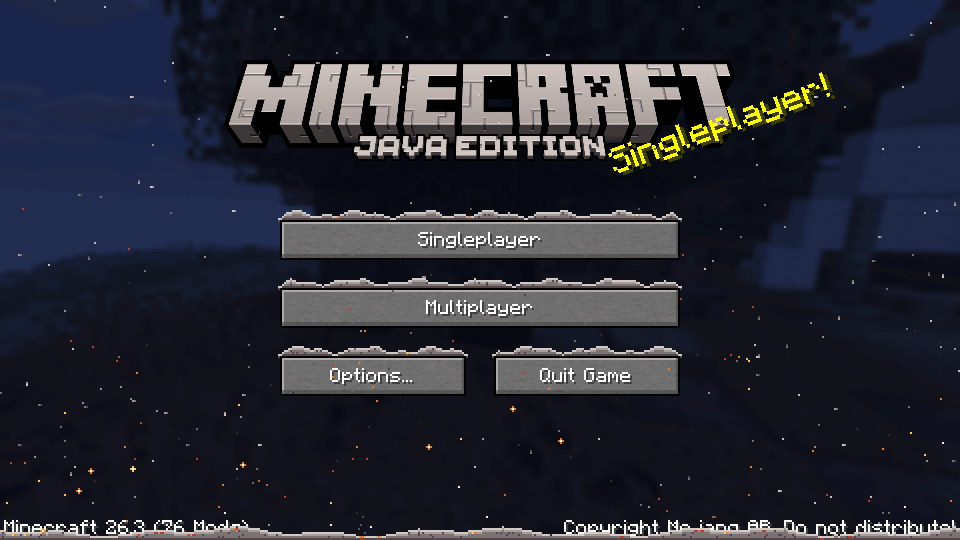 MINECRAFT
JAVA EDITION
Singleplayer!
Singleplayer
Multiplayer
Options...
Quit Game
Minecraft 26.3 (76 Mods)
Copyright Mojang AB. Do not distribute!